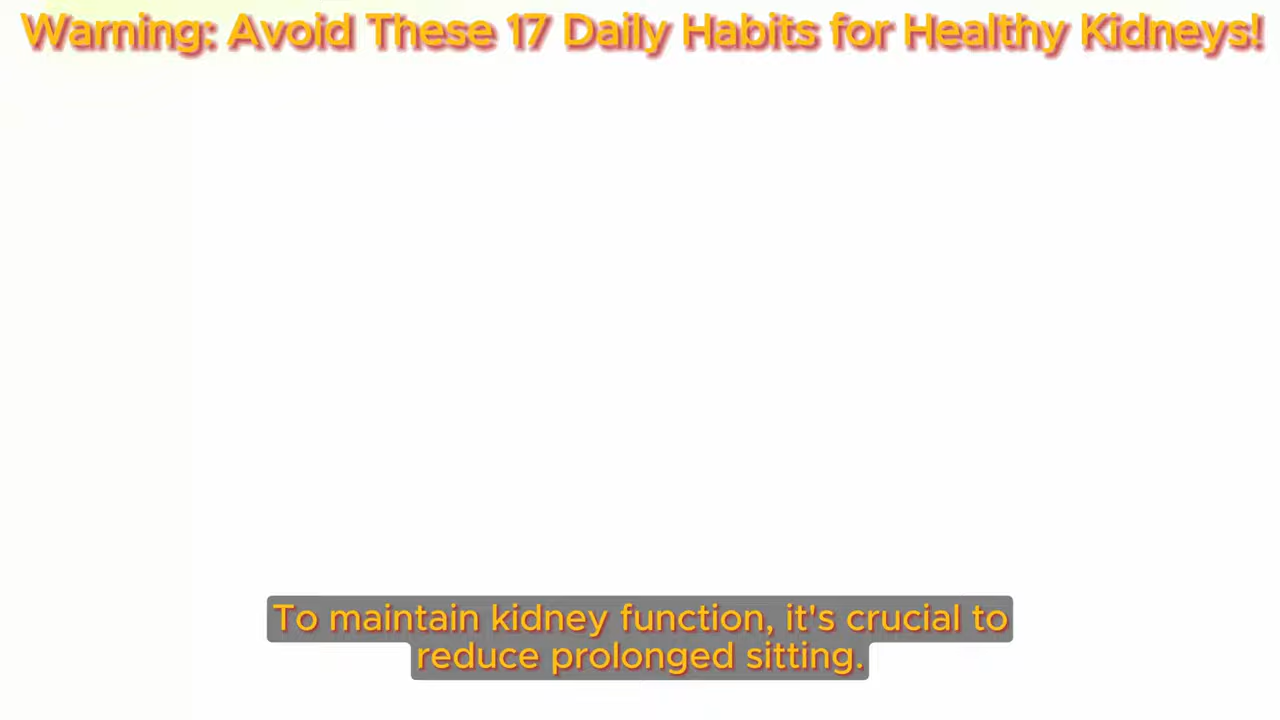 Warning: Avoid These 17 Daily Habits for Healthy Kidneys!
To maintain kidney function, it's crucial to
reduce prolonged sitting.